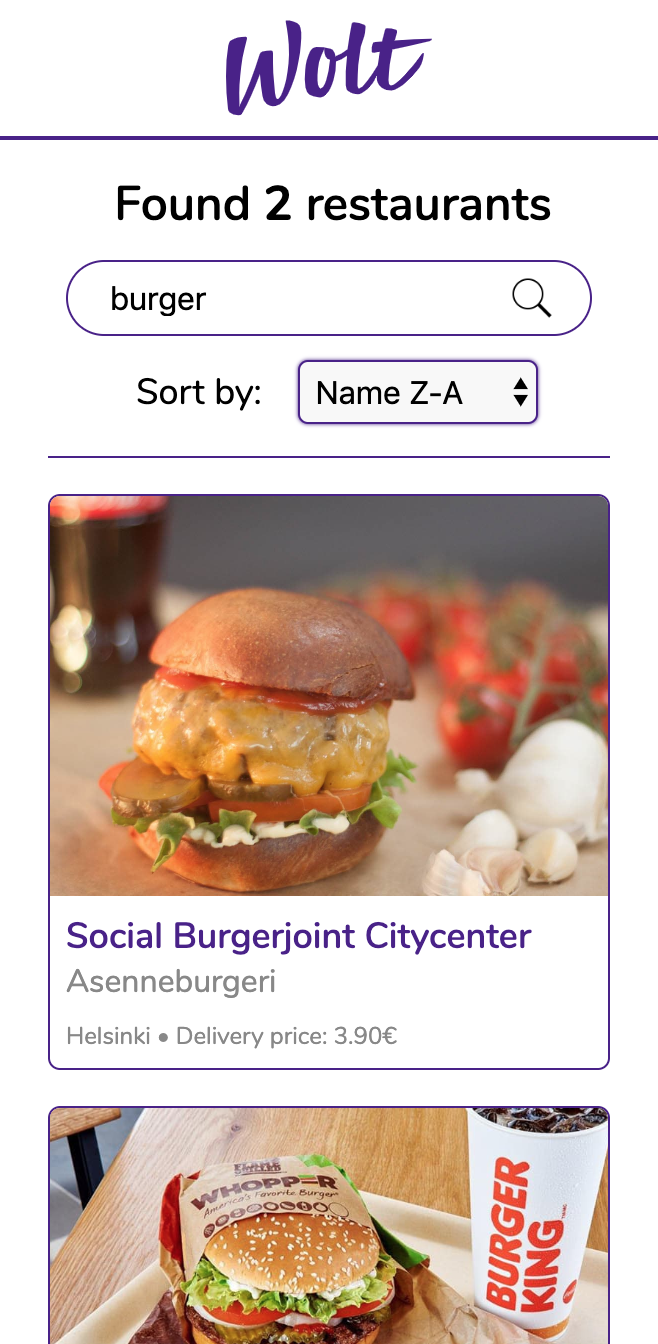 Wolt
Found 2 restaurants
burger
Sort by: Name Z-A
Social Burgerjoint Citycenter
Asenneburgeri
Helsinki • Delivery price: 3.90€
WHOPPER
America's Favorite Burger
BURGER
KING